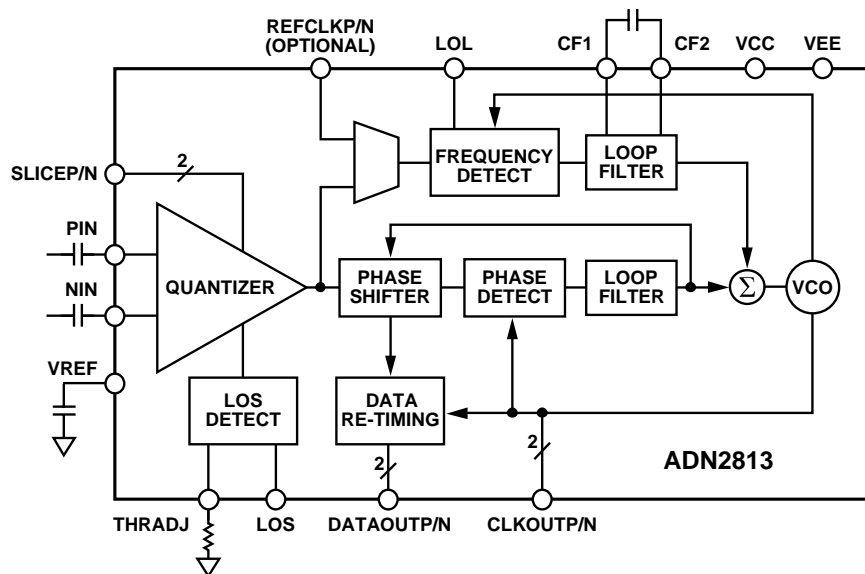 REFCLKP/N
(OPTIONAL)
LOL
CF1
CF2
VCC
VEE
SLICEP/N
2
FREQUENCY
DETECT
LOOP
FILTER
PIN
NIN
QUANTIZER
PHASE
SHIFTER
PHASE
DETECT
LOOP
FILTER
Σ
VCO
VREF
LOS
DETECT
DATA
RE-TIMING
2
2
ADN2813
THRADJ
LOS
DATAOUTP/N
CLKOUTP/N